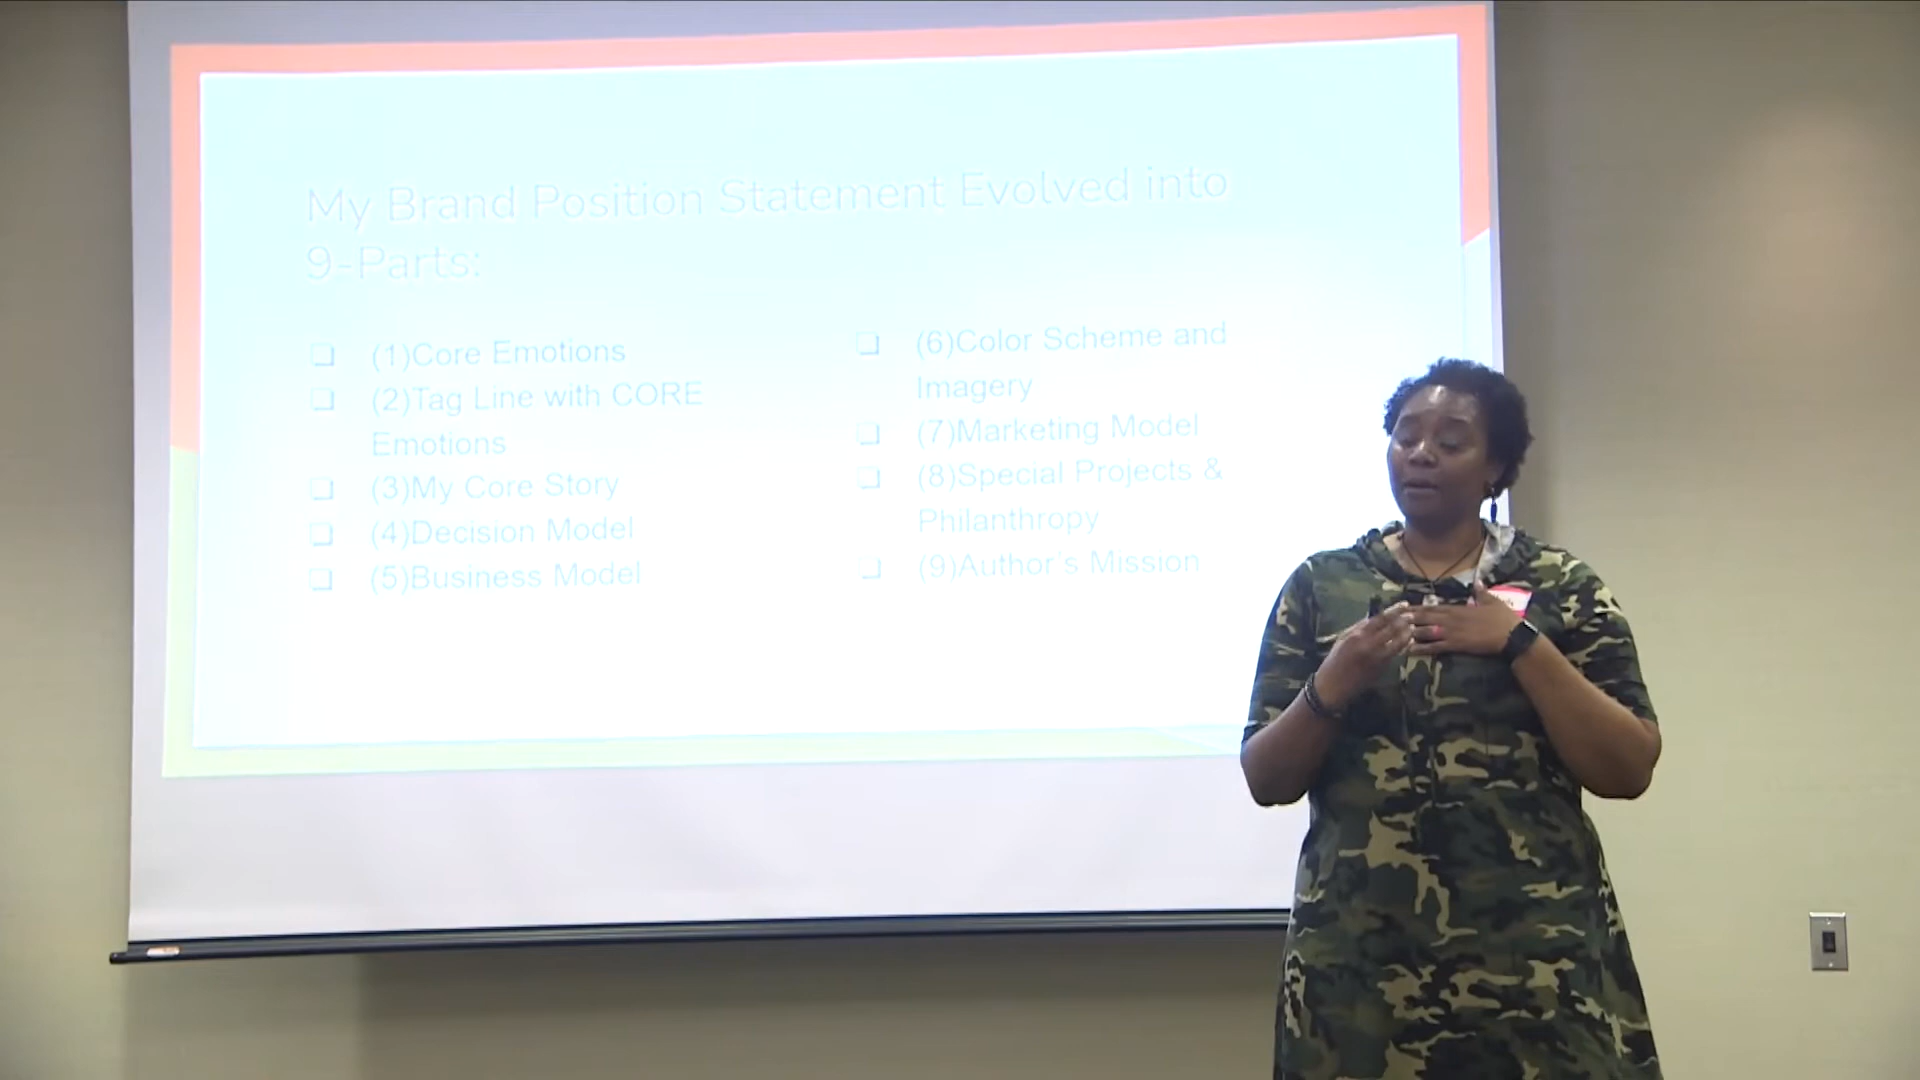 My Brand Position Statement Evolved into
9-Parts:
(1)Core Emotions
(2)Tag Line with CORE
Emotions
(3)My Core Story
(4)Decision Model
(5)Business Model
(6)Color Scheme and
Imagery
(7)Marketing Model
(8)Special Projects &
Philanthropy
(9)Author's Mission